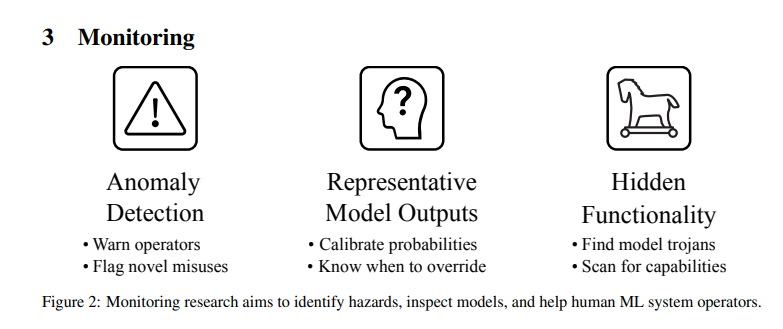 3 Monitoring
!
?
Anomaly
Detection
• Warn operators
• Flag novel misuses
Representative
Model Outputs
• Calibrate probabilities
• Know when to override
Hidden
Functionality
• Find model trojans
• Scan for capabilities
Figure 2: Monitoring research aims to identify hazards, inspect models, and help human ML system operators.